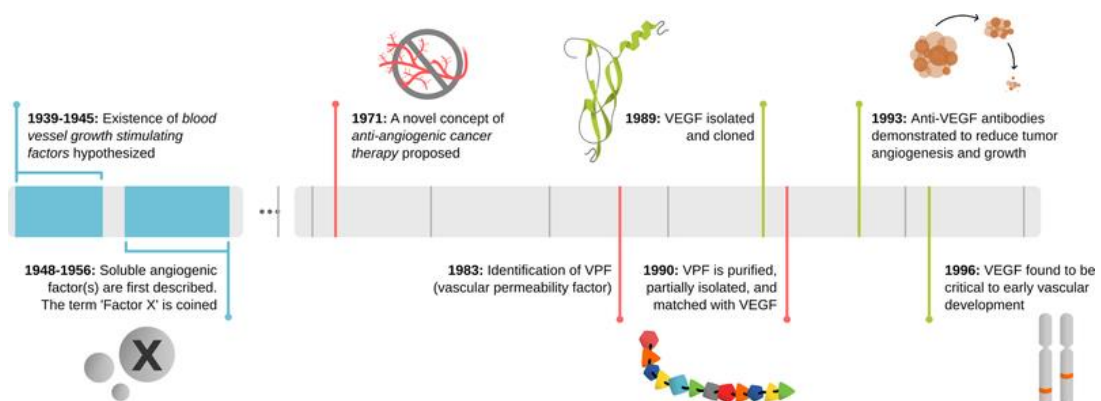 1939-1945: Existence of blood
vessel growth stimulating
factors hypothesized
1971: A novel concept of
anti-angiogenic cancer
therapy proposed
1989: VEGF isolated
and cloned
1993: Anti-VEGF antibodies
demonstrated to reduce tumor
angiogenesis and growth
1948-1956: Soluble angiogenic
factor(s) are first described.
The term 'Factor X' is coined
1983: Identification of VPF
(vascular permeability factor)
1990: VPF is purified,
partially isolated, and
matched with VEGF
1996: VEGF found to be
critical to early vascular
development
X